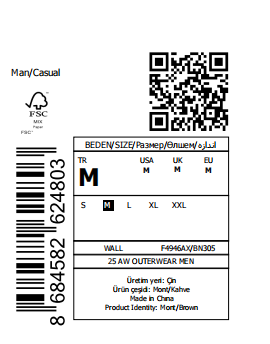 Man/Casual
FSC
MIX
Paper
BEDEN/SIZE/Размер/Өлшем/اندازه
TR USA UK EU
M M M M
S M L XL XXL
WALL F4946AX/BN305
25 AW OUTERWEAR MEN
Üretim yeri: Çin
Ürün çeşidi: Mont/Kahve
Made in China
Product Identity: Mont/Brown
8 684582 624803